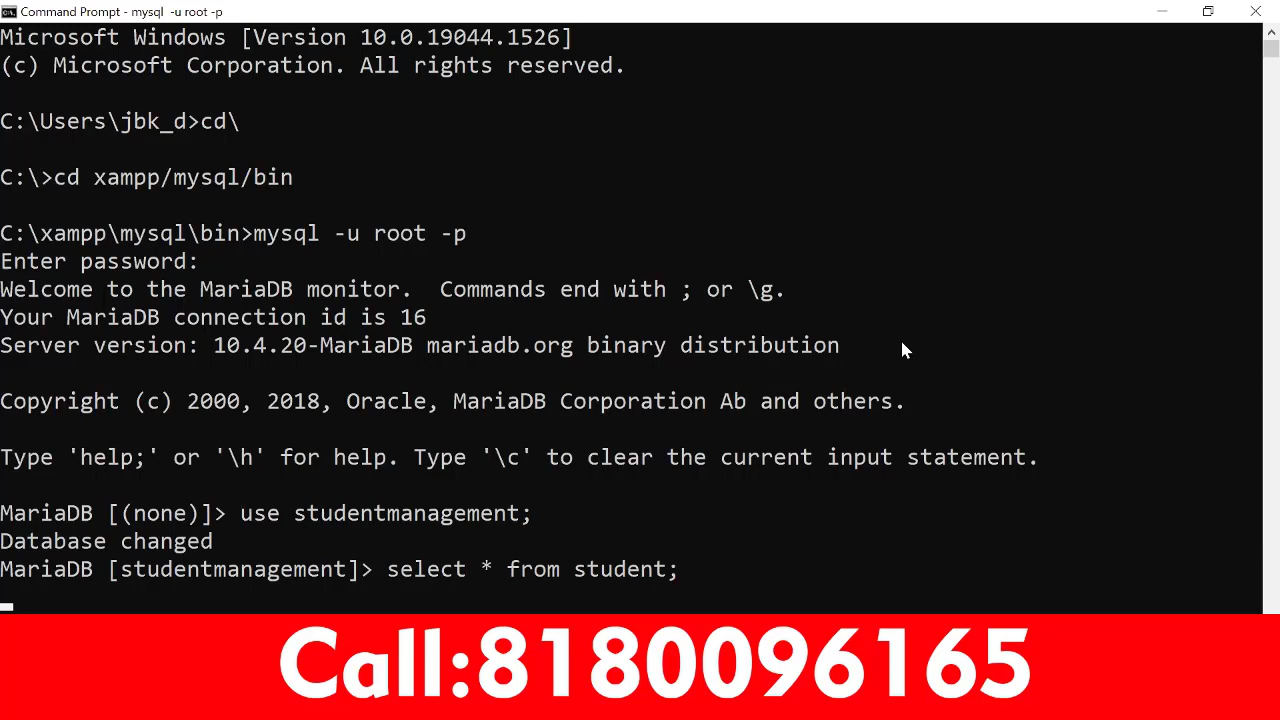 Command Prompt - mysql -u root -p
Microsoft Windows [Version 10.0.19044.1526]
(c) Microsoft Corporation. All rights reserved.
C:\Users\jbk_d>cd\
C:\>cd xampp/mysql/bin
C:\xampp\mysql\bin>mysql -u root -p
Enter password:
Welcome to the MariaDB monitor.  Commands end with ; or \g.
Your MariaDB connection id is 16
Server version: 10.4.20-MariaDB mariadb.org binary distribution
Copyright (c) 2000, 2018, Oracle, MariaDB Corporation Ab and others.
Type 'help;' or '\h' for help. Type '\c' to clear the current input statement.
MariaDB [(none)]> use studentmanagement;
Database changed
MariaDB [studentmanagement]> select * from student;
Call:8180096165